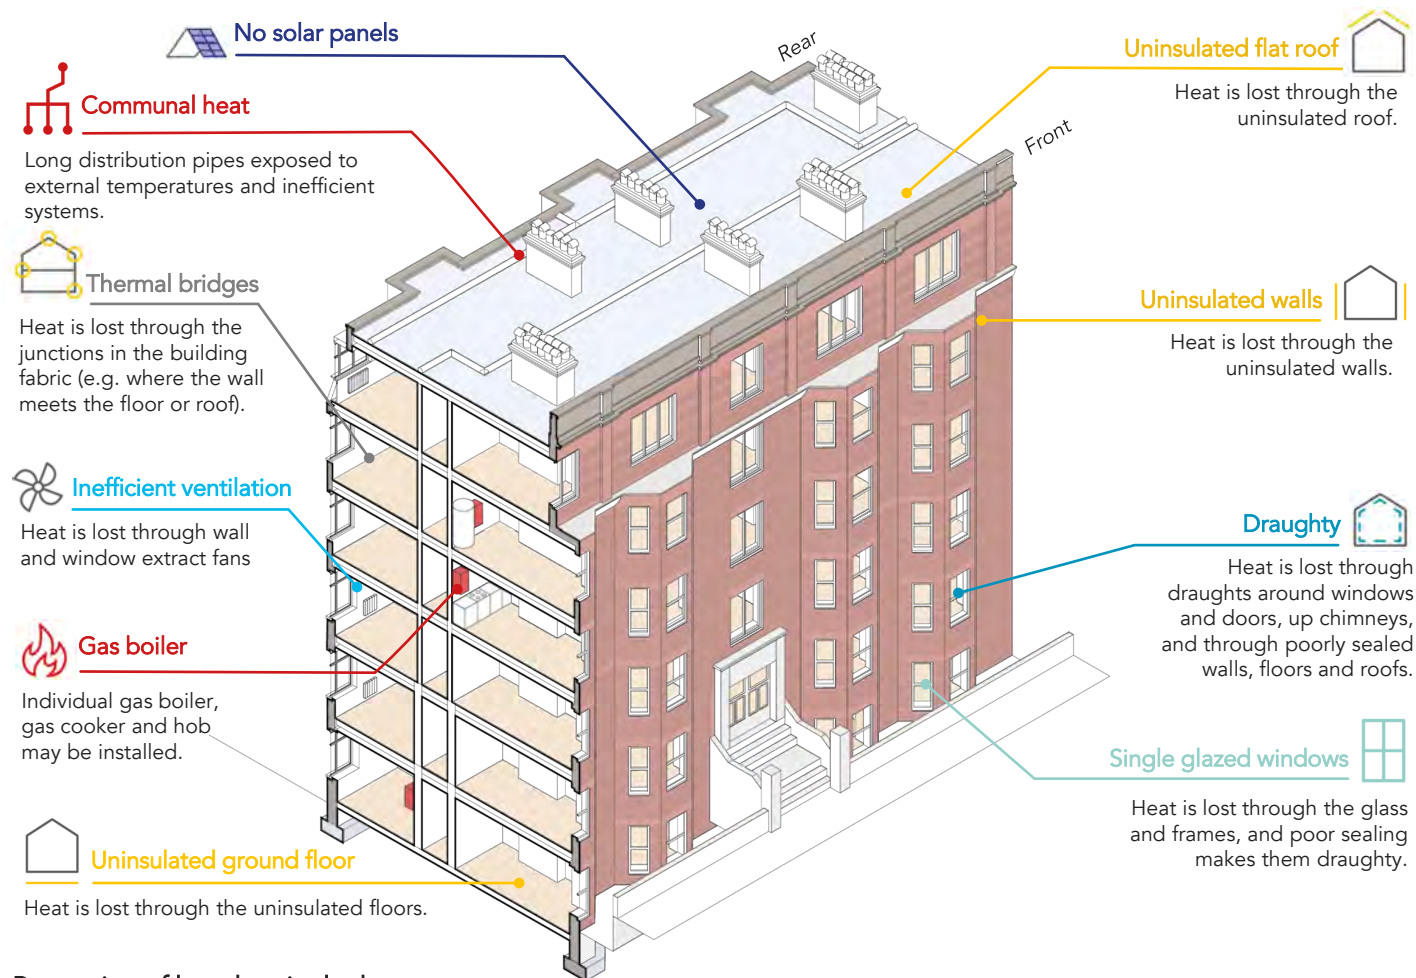 No solar panels
Communal heat
Long distribution pipes exposed to
external temperatures and inefficient
systems.
Thermal bridges
Heat is lost through the
junctions in the building
fabric (e.g. where the wall
meets the floor or roof).
Inefficient ventilation
Heat is lost through wall
and window extract fans
Gas boiler
Individual gas boiler,
gas cooker and hob
may be installed.
Uninsulated ground floor
Heat is lost through the uninsulated floors.
Rear
Front
Uninsulated flat roof
Heat is lost through the
uninsulated roof.
Uninsulated walls
Heat is lost through the
uninsulated walls.
Draughty
Heat is lost through
draughts around windows
and doors, up chimneys,
and through poorly sealed
walls, floors and roofs.
Single glazed windows
Heat is lost through the glass
and frames, and poor sealing
makes them draughty.